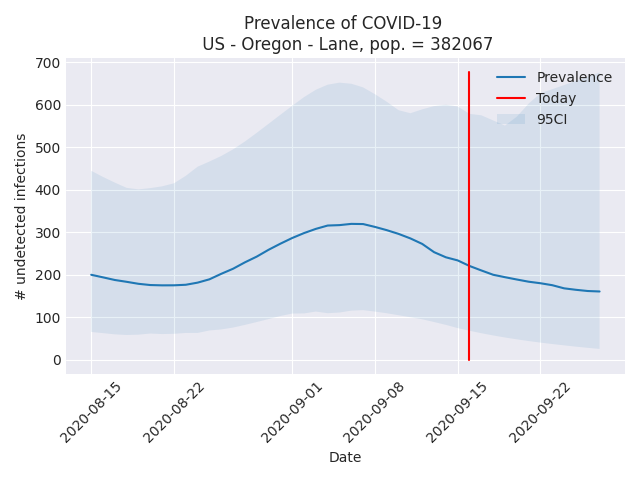 Prevalence of COVID-19
US - Oregon - Lane, pop. = 382067
# undetected infections
700
600
500
400
300
200
100
0
Prevalence
Today
95CI
2020-08-15
2020-08-22
2020-09-01
2020-09-08
2020-09-15
2020-09-22
Date